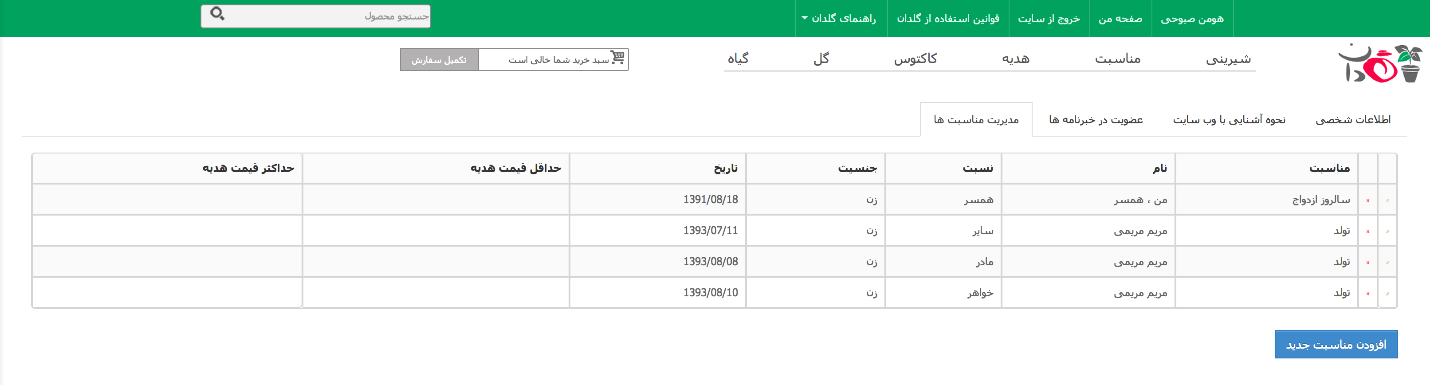 هومن صبوحی صفحه من خروج از سایت قوانین استفاده از گلدان راهنمای گلدان جستجو محصول
شیرینی مناسبت هدیه کاکتوس گل گیاه سبد خرید شما خالی است تکمیل سفارش
اطلاعات شخصی نحوه آشنایی با وب سایت عضویت در خبرنامه ها مدیریت مناسبت ها
مناسبت نام نسبت جنسیت تاریخ حداقل قیمت هدیه حداکثر قیمت هدیه
سالروز ازدواج من ، همسر همسر زن 1391/08/18
تولد مریم مریمی سایر زن 1393/07/11
تولد مریم مریمی مادر زن 1393/08/08
تولد مریم مریمی خواهر زن 1393/08/10
افزودن مناسبت جدید